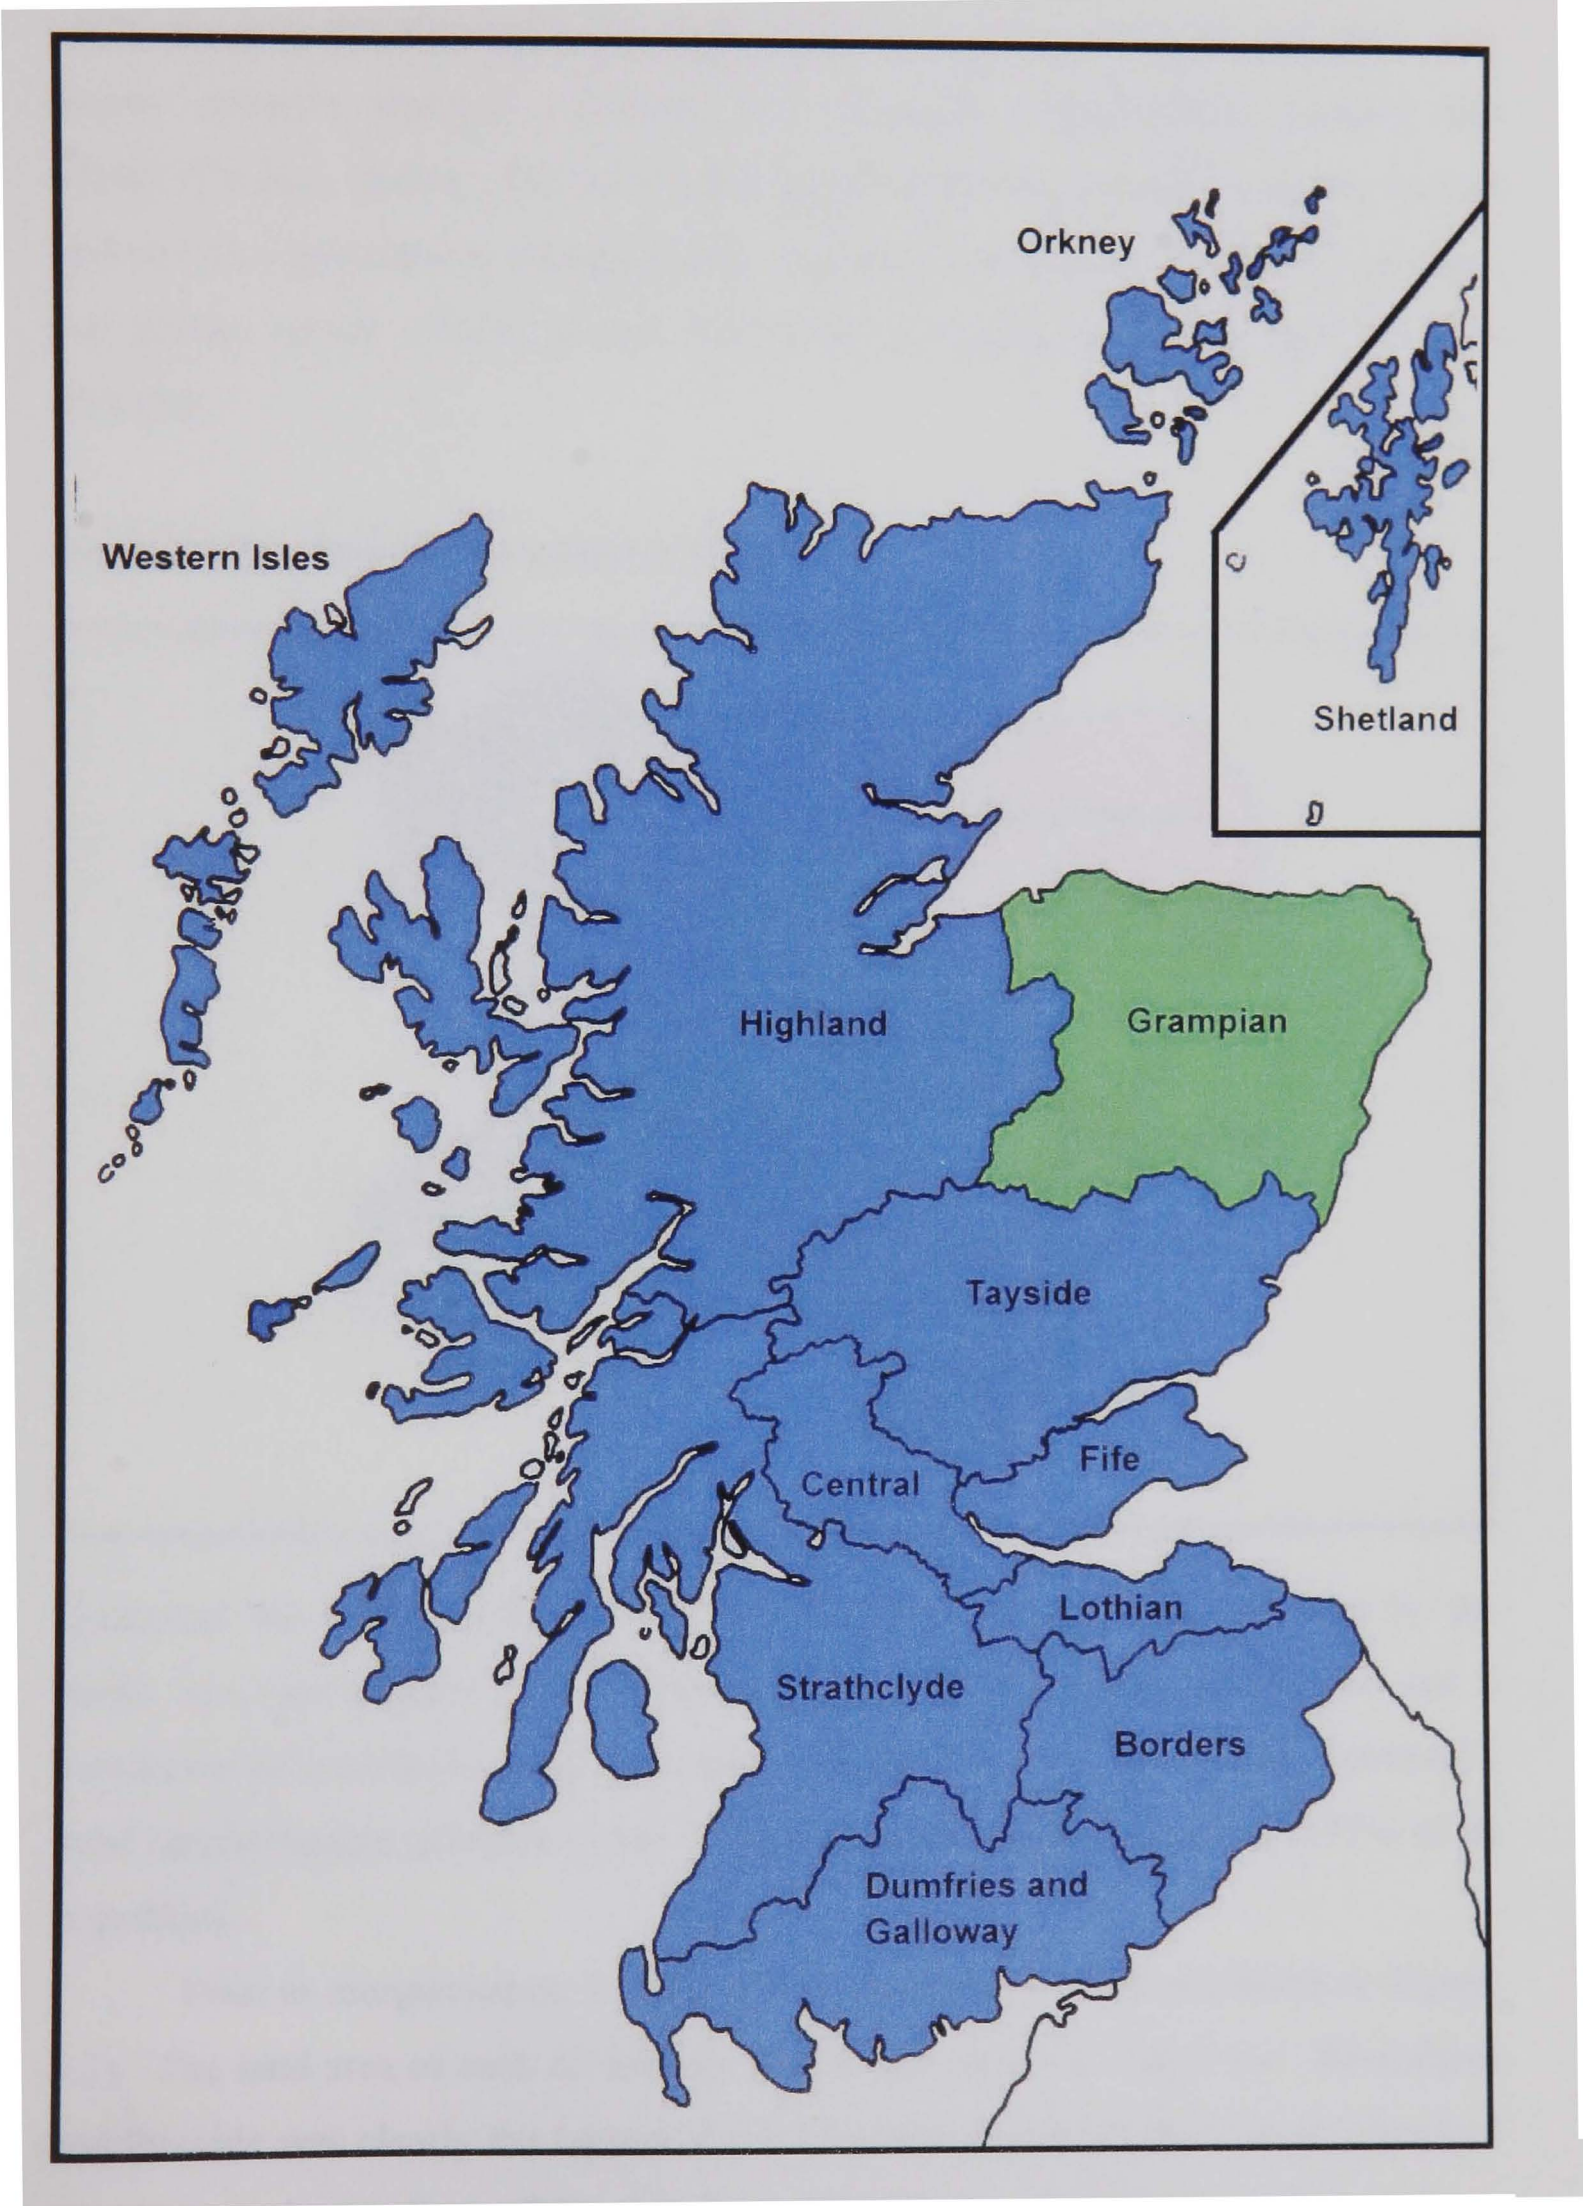 Orkney
Western Isles
Shetland
Highland
Grampian
Tayside
Fife
Central
Lothian
Strathclyde
Borders
Dumfries and
Galloway